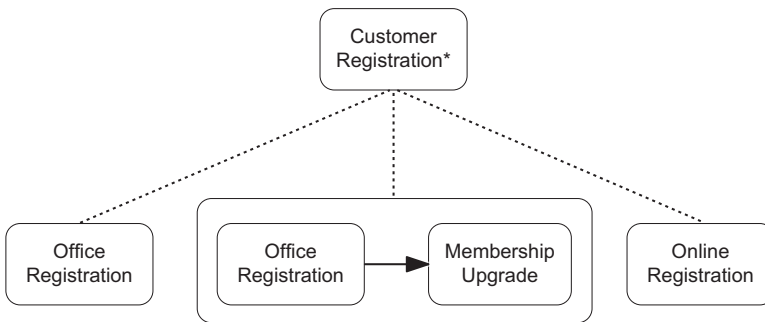 Customer
Registration*
Office
Registration
Office
Registration
Membership
Upgrade
Online
Registration